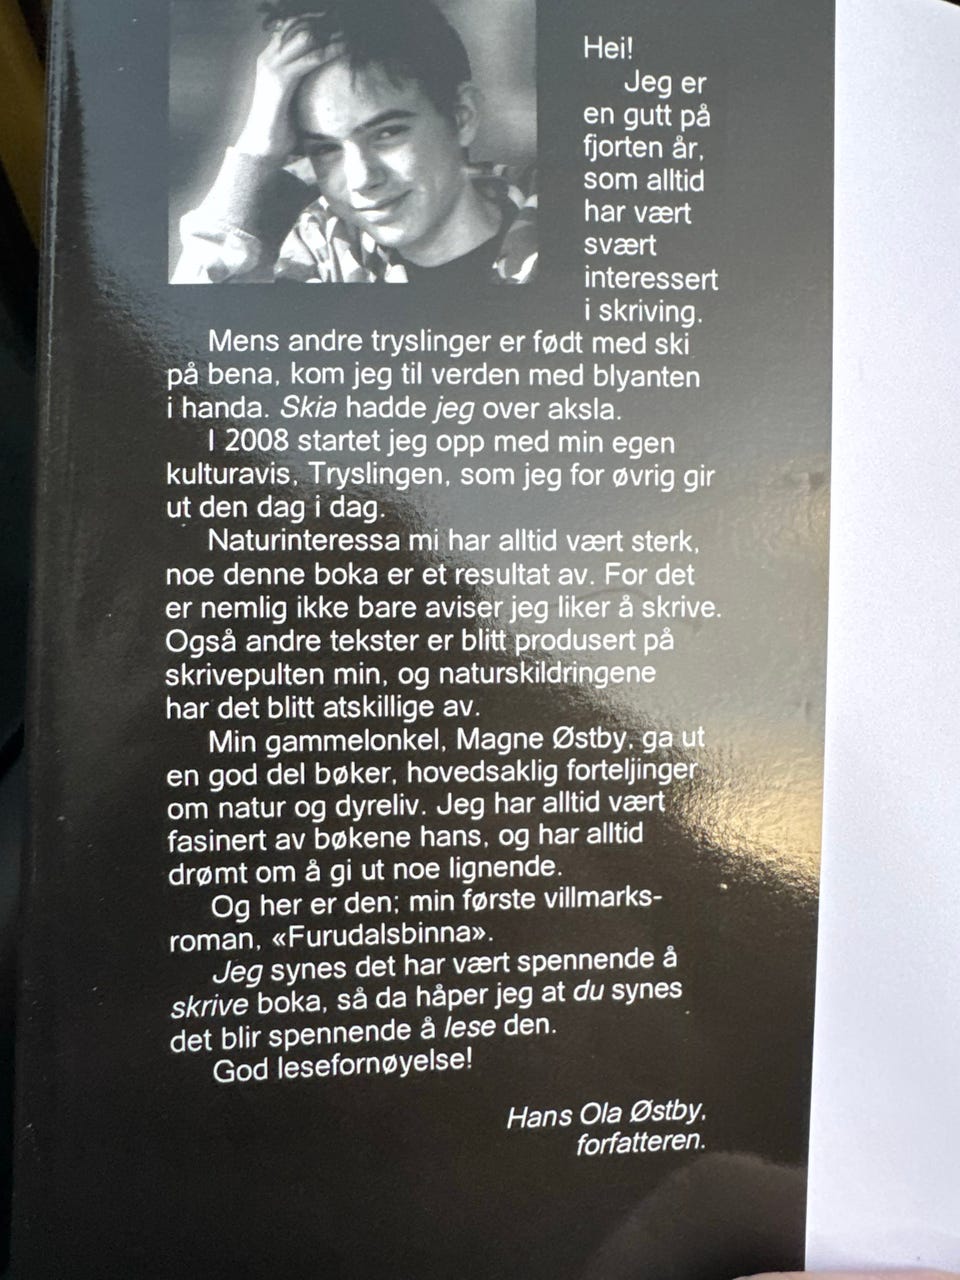 Hei!
Jeg er
en gutt på
fjorten år,
som alltid
har vært
svært
interessert
i skriving.
Mens andre tryslinger er født med ski
på bena, kom jeg til verden med blyanten
i handa. Skia hadde jeg over aksla.
I 2008 startet jeg opp med min egen
kulturavis, Tryslingen, som jeg for øvrig gir
ut den dag i dag.
Naturinteressa mi har alltid vært sterk,
noe denne boka er et resultat av. For det
er nemlig ikke bare aviser jeg liker å skrive.
Også andre tekster er blitt produsert på
skrivepulten min, og naturskildringene
har det blitt atskillige av.
Min gammelonkel, Magne Østby, ga ut
en god del bøker, hovedsaklig forteljinger
om natur og dyreliv. Jeg har alltid vært
fasinert av bøkene hans, og har alltid
drømt om å gi ut noe lignende.
Og her er den; min første villmarks-
roman, «Furudalsbinna».
Jeg synes det har vært spennende å
skrive boka, så da håper jeg at du synes
det blir spennende å lese den.
God lesefornøyelse!
Hans Ola Østby,
forfatteren.